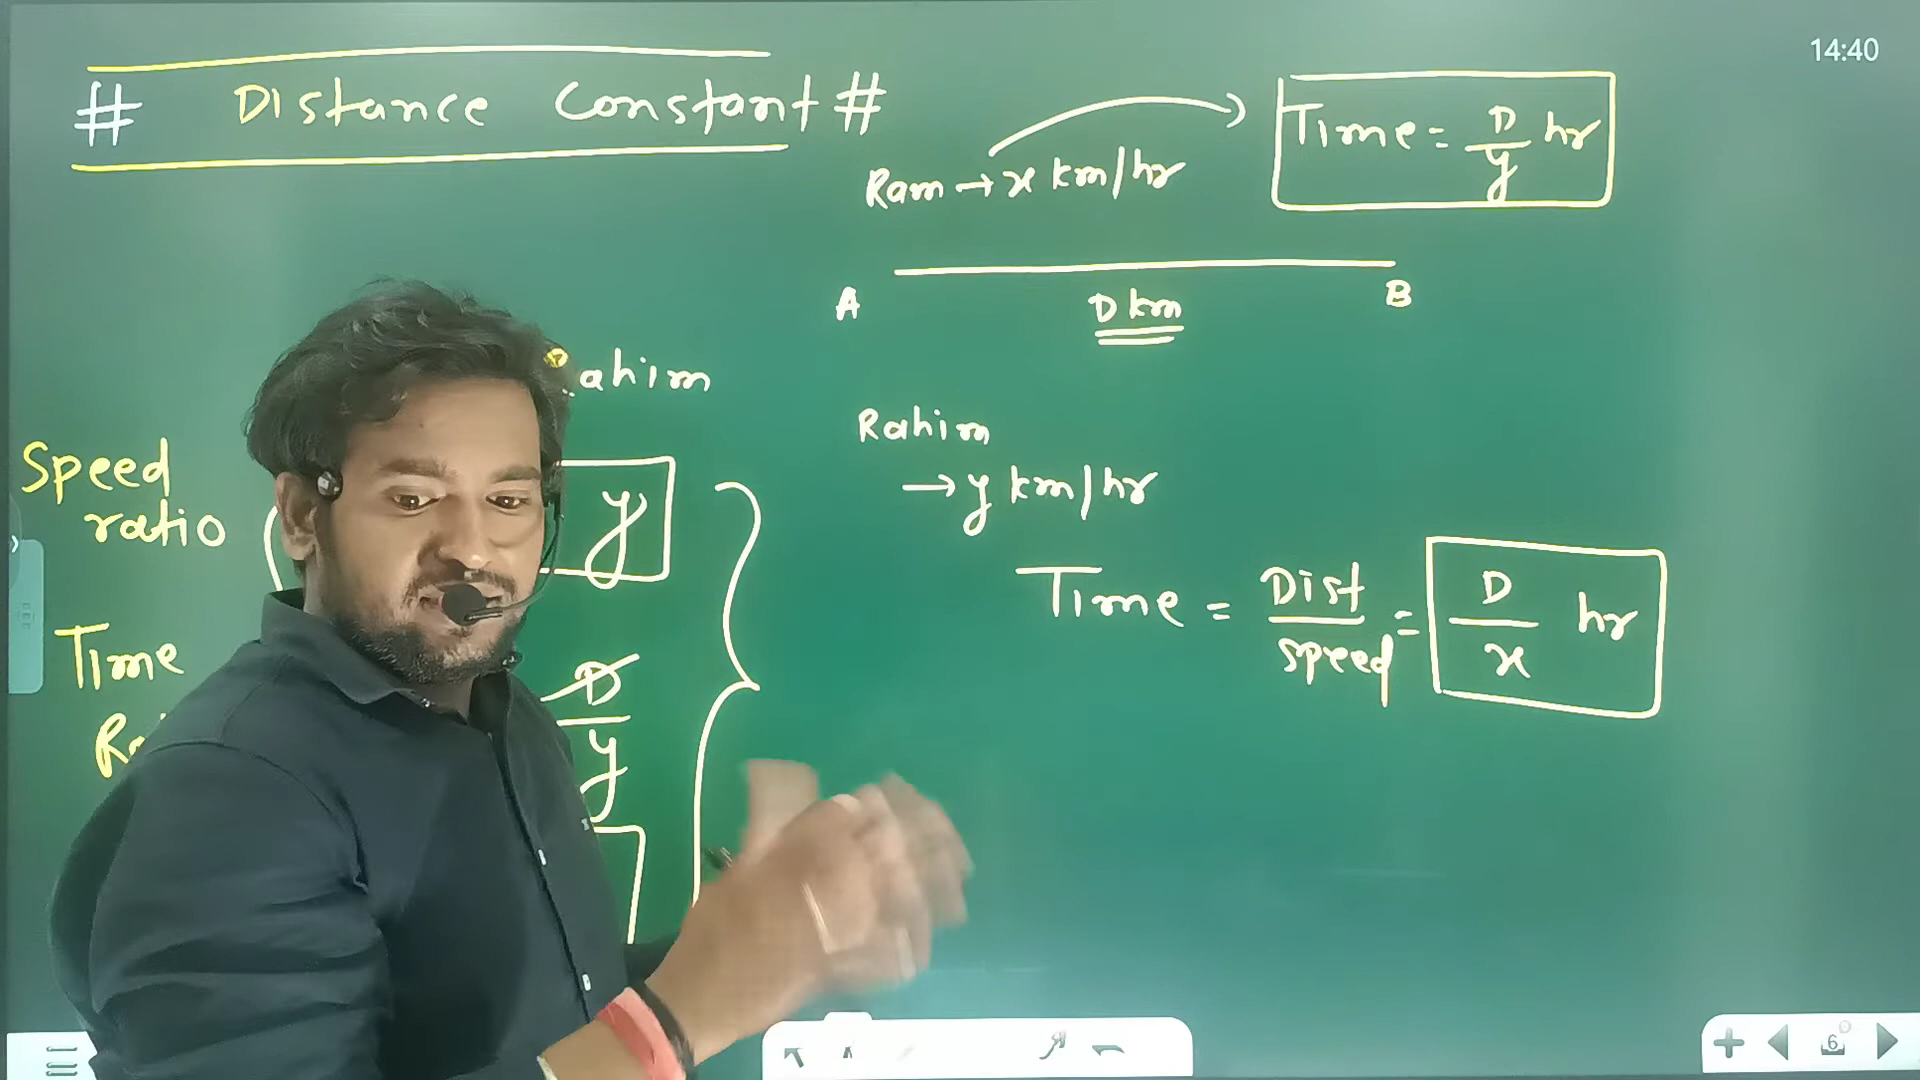 14:40
# Distance Constant #
Ram → x km/hr
Time = D/y hr
A B
D km
Rahim
→ y km/hr
Time = Dist/speed = D/x hr
Speed
ratio
y
Time
D/y
6